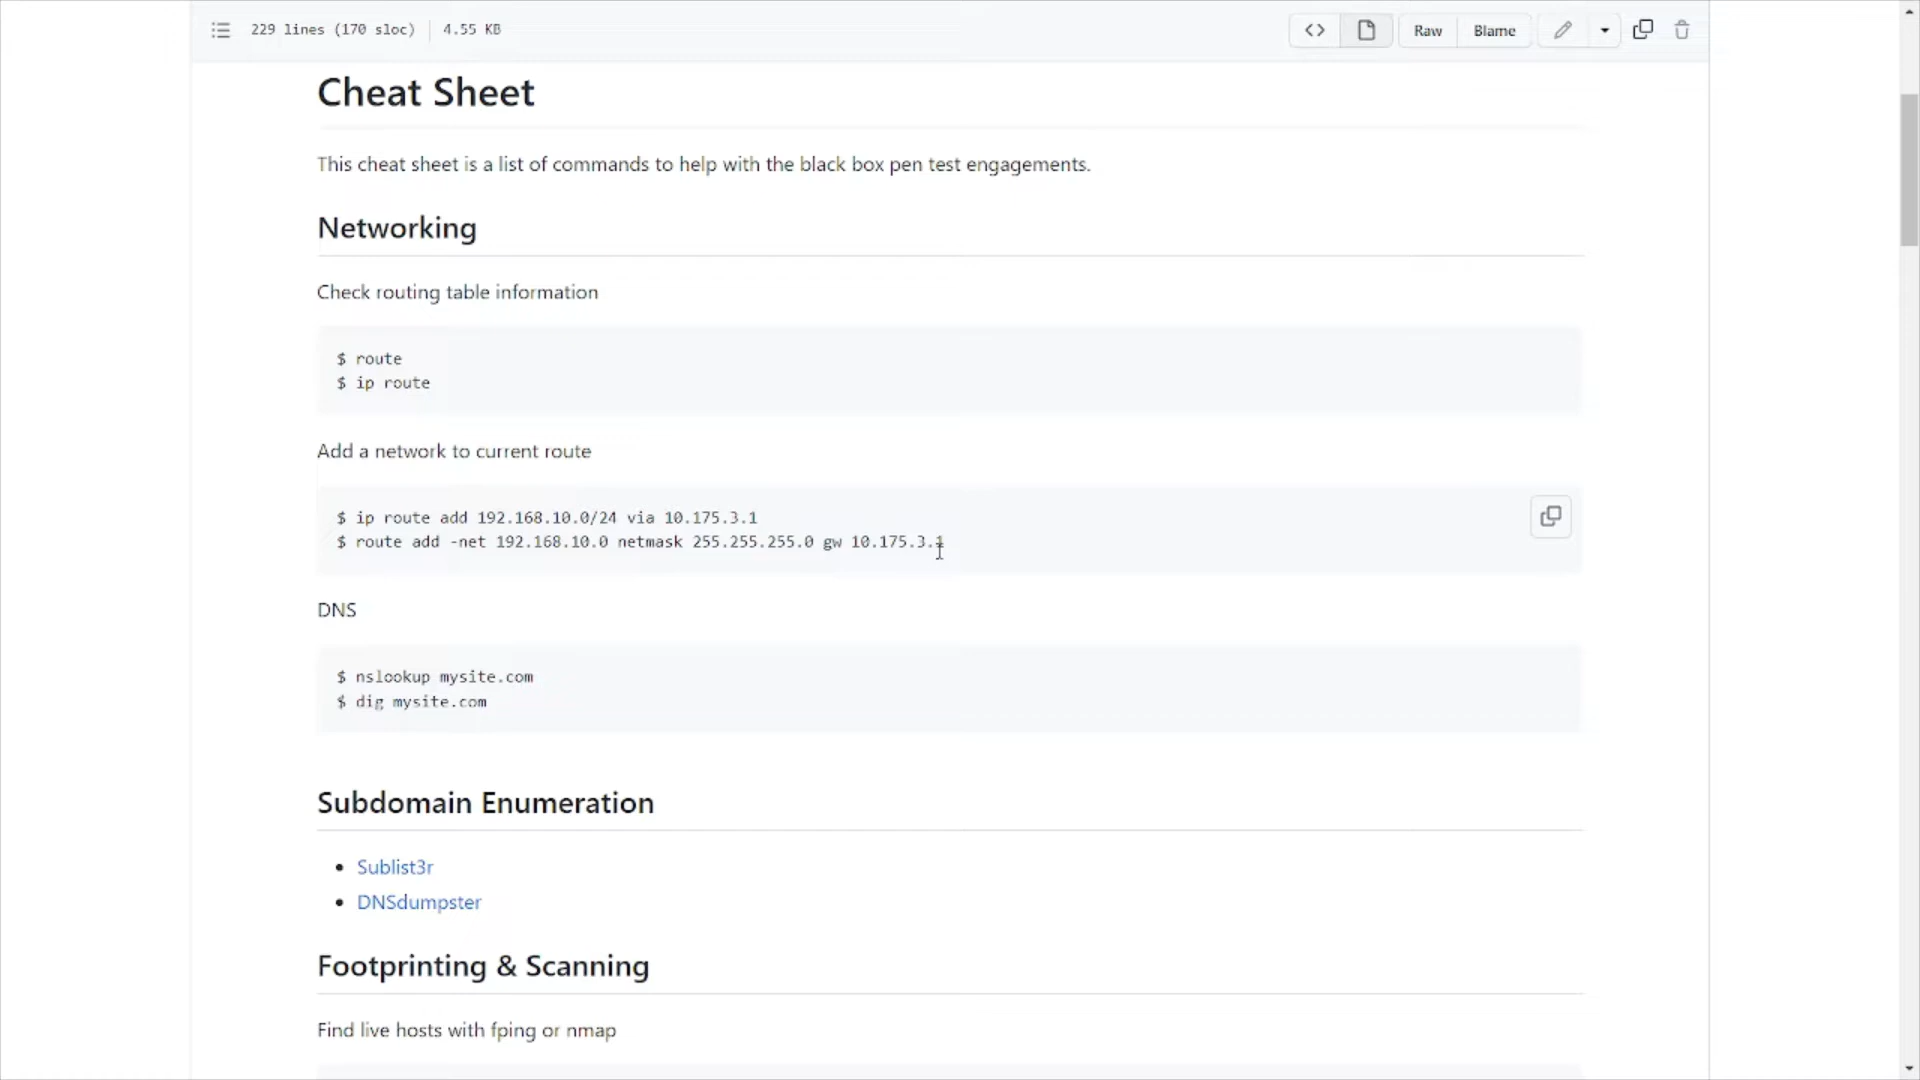 229 lines (170 sloc) 4.55 KB
Raw Blame
Cheat Sheet
This cheat sheet is a list of commands to help with the black box pen test engagements.
Networking
Check routing table information
$ route
$ ip route
Add a network to current route
$ ip route add 192.168.10.0/24 via 10.175.3.1
$ route add -net 192.168.10.0 netmask 255.255.255.0 gw 10.175.3.1
DNS
$ nslookup mysite.com
$ dig mysite.com
Subdomain Enumeration
• Sublist3r
• DNSdumpster
Footprinting & Scanning
Find live hosts with fping or nmap